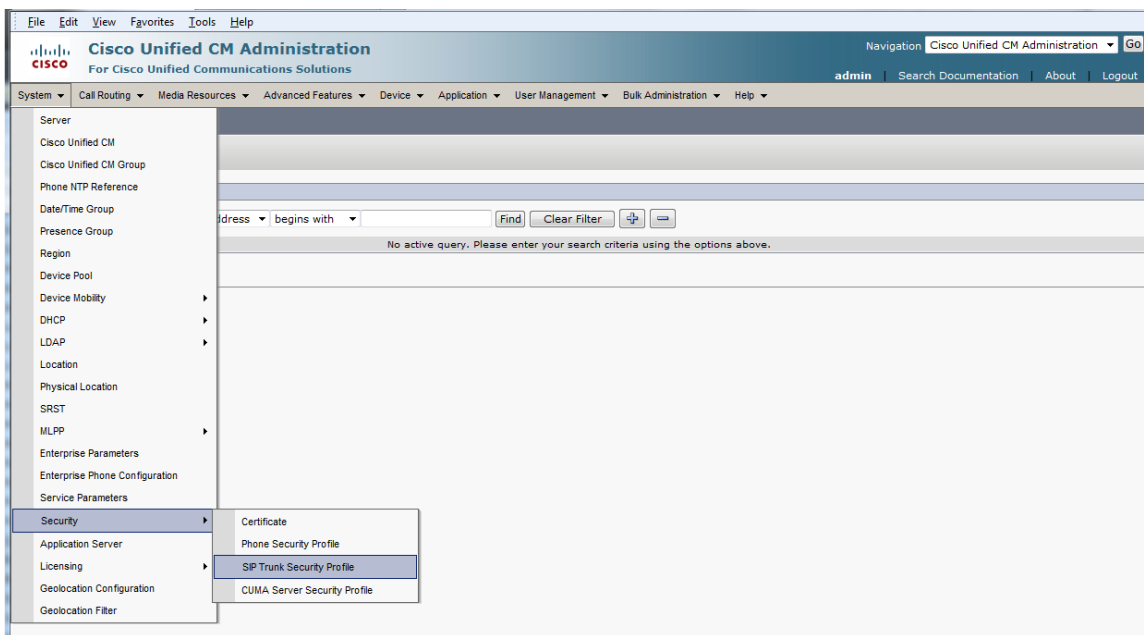 File Edit View Favorites Tools Help
Cisco Unified CM Administration
CISCO
For Cisco Unified Communications Solutions
Navigation Cisco Unified CM Administration Go
admin | Search Documentation | About | Logout
System Call Routing Media Resources Advanced Features Device Application User Management Bulk Administration Help
Server
Cisco Unified CM
Cisco Unified CM Group
Phone NTP Reference
Date/Time Group
Presence Group
Region
Device Pool
Device Mobility
DHCP
LDAP
Location
Physical Location
SRST
MLPP
Enterprise Parameters
Enterprise Phone Configuration
Service Parameters
Security
Application Server
Licensing
Geolocation Configuration
Geolocation Filter
ddress begins with Find Clear Filter
No active query. Please enter your search criteria using the options above.
Certificate
Phone Security Profile
SIP Trunk Security Profile
CUMA Server Security Profile